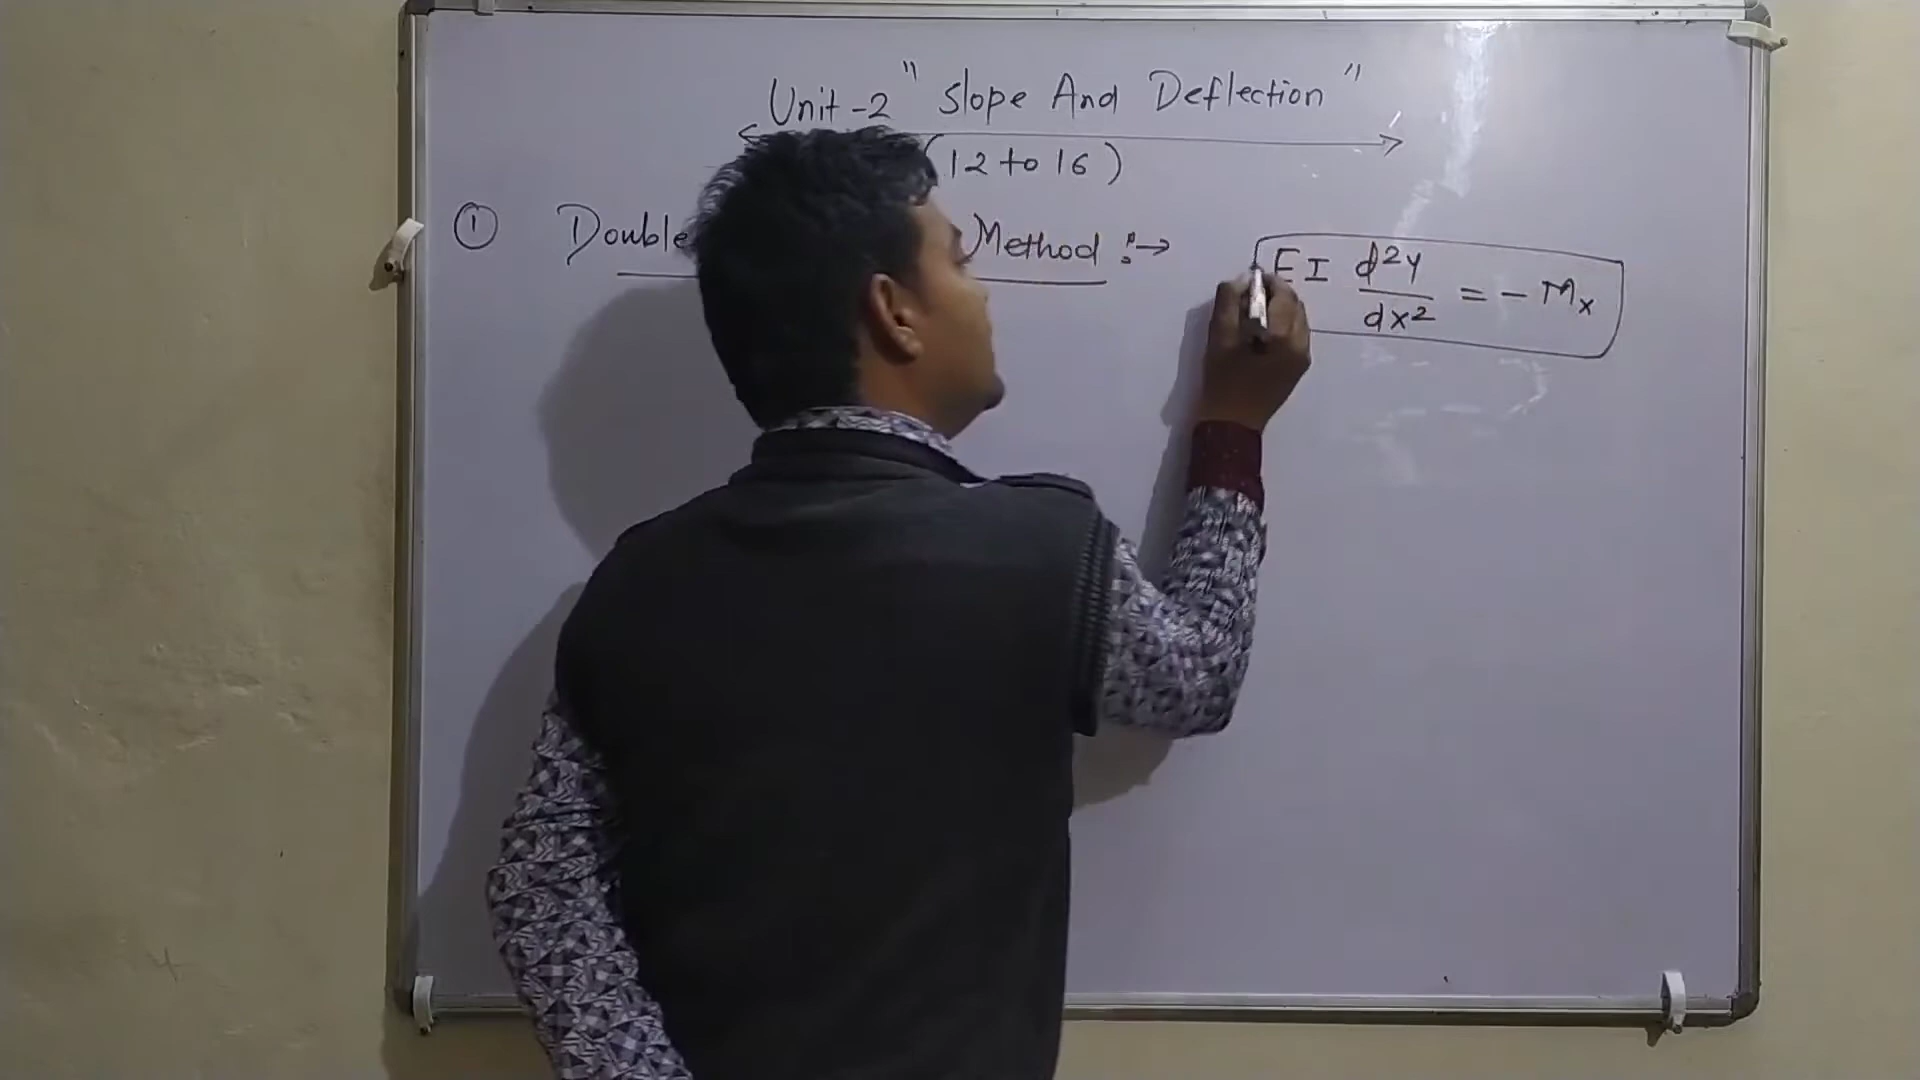 Unit-2 "Slope And Deflection"
(12 to 16)
① Double Method :→
EI d²y/dx² = - Mx